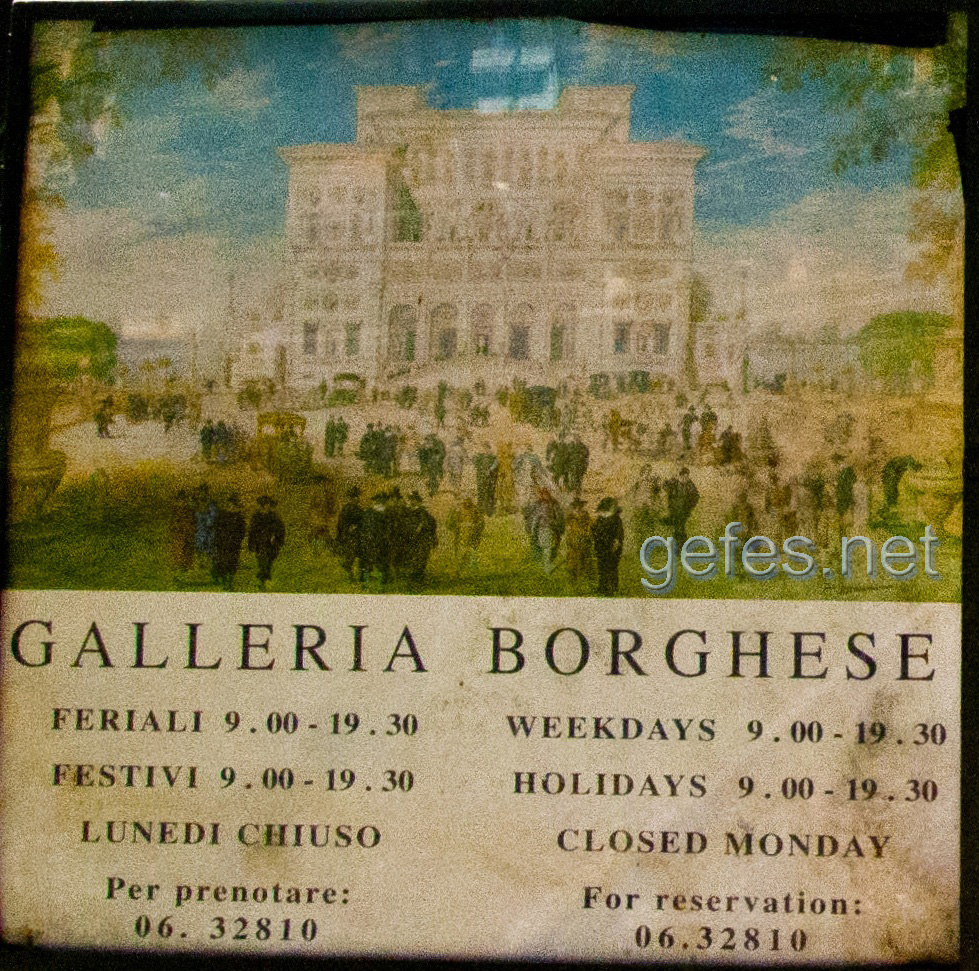 gefes.net
GALLERIA BORGHESE
FERIALI 9.00-19.30
FESTIVI 9.00-19.30
LUNEDI CHIUSO
Per prenotare:
06. 32810
WEEKDAYS 9.00-19.30
HOLIDAYS 9.00-19.30
CLOSED MONDAY
For reservation:
06.32810